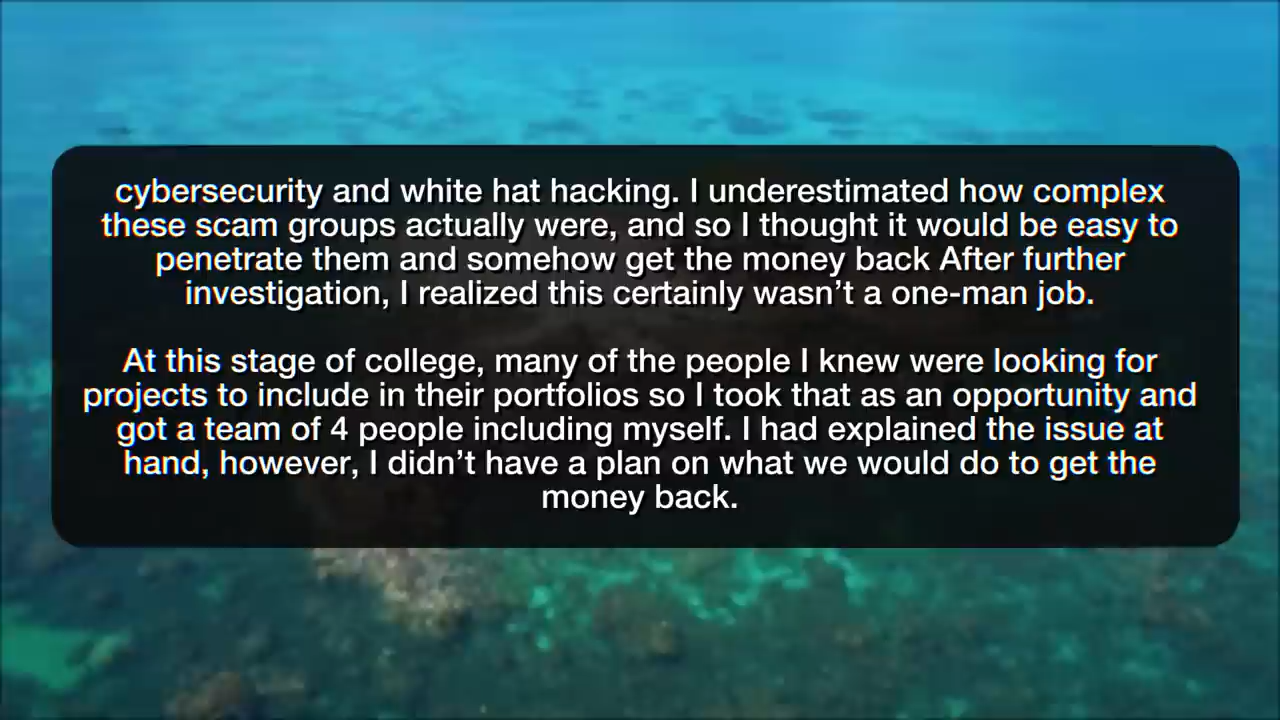 cybersecurity and white hat hacking. I underestimated how complex
these scam groups actually were, and so I thought it would be easy to
penetrate them and somehow get the money back After further
investigation, I realized this certainly wasn’t a one-man job.
At this stage of college, many of the people I knew were looking for
projects to include in their portfolios so I took that as an opportunity and
got a team of 4 people including myself. I had explained the issue at
hand, however, I didn’t have a plan on what we would do to get the
money back.